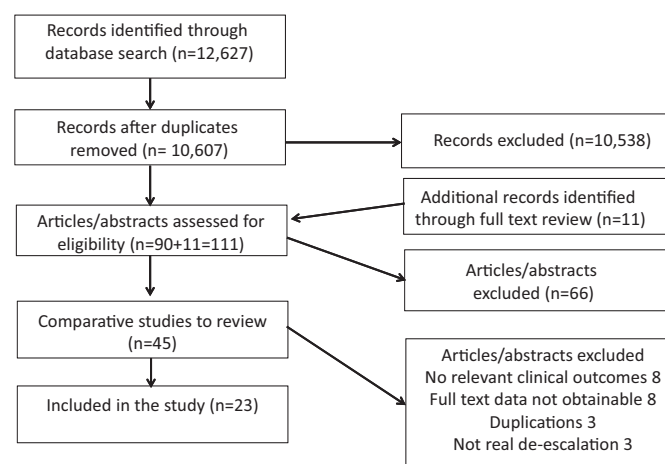 Records identified through
database search (n=12,627)
Records after duplicates
removed (n= 10,607)
Records excluded (n=10,538)
Additional records identified
through full text review (n=11)
Articles/abstracts assessed for
eligibility (n=90+11=111)
Articles/abstracts
excluded (n=66)
Comparative studies to review
(n=45)
Articles/abstracts excluded
No relevant clinical outcomes 8
Full text data not obtainable 8
Duplications 3
Not real de-escalation 3
Included in the study (n=23)